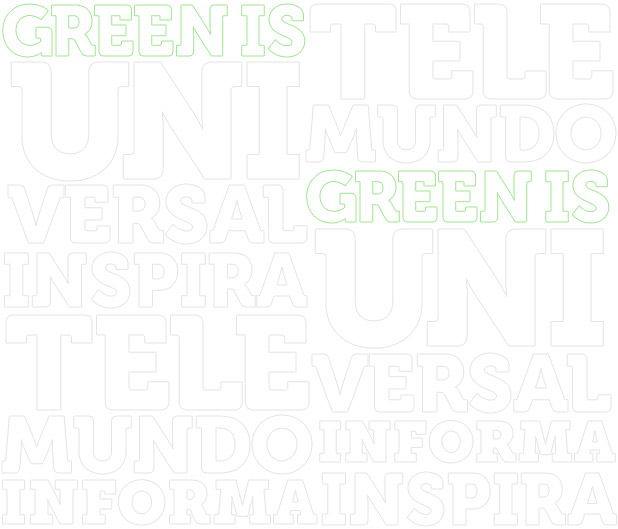 GREEN IS
UNI
VERSAL
INSPIRA
TELE
MUNDO
INFORMA
TELE
MUNDO
GREEN IS
UNI
VERSAL
INFORMA
INSPIRA